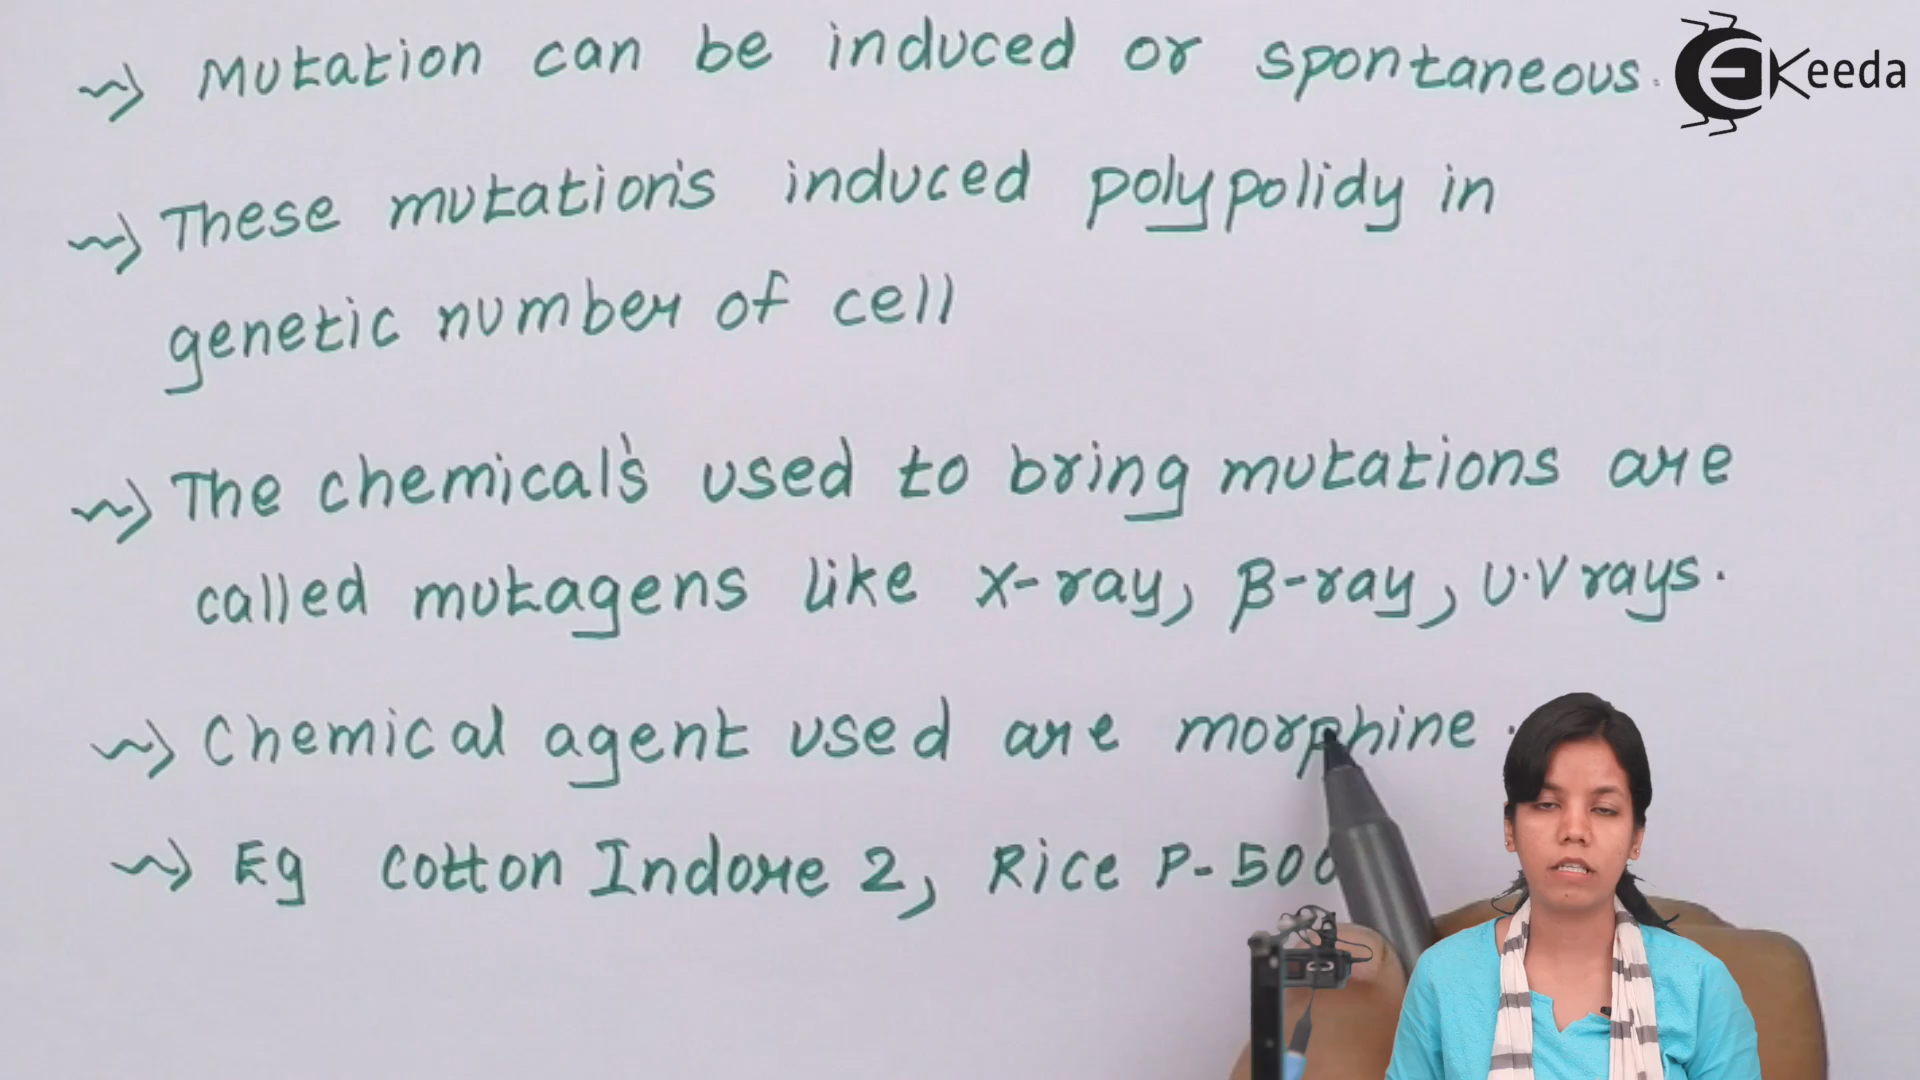 Mutation can be induced or spontaneous.
Keeda
These mutation's induced polypolidy in
genetic number of cell
The chemical's used to bring mutations are
called mutagens like X-ray, β-ray, U.V rays.
Chemical agent used are morphine.
Eg Cotton Indore 2, Rice P-500